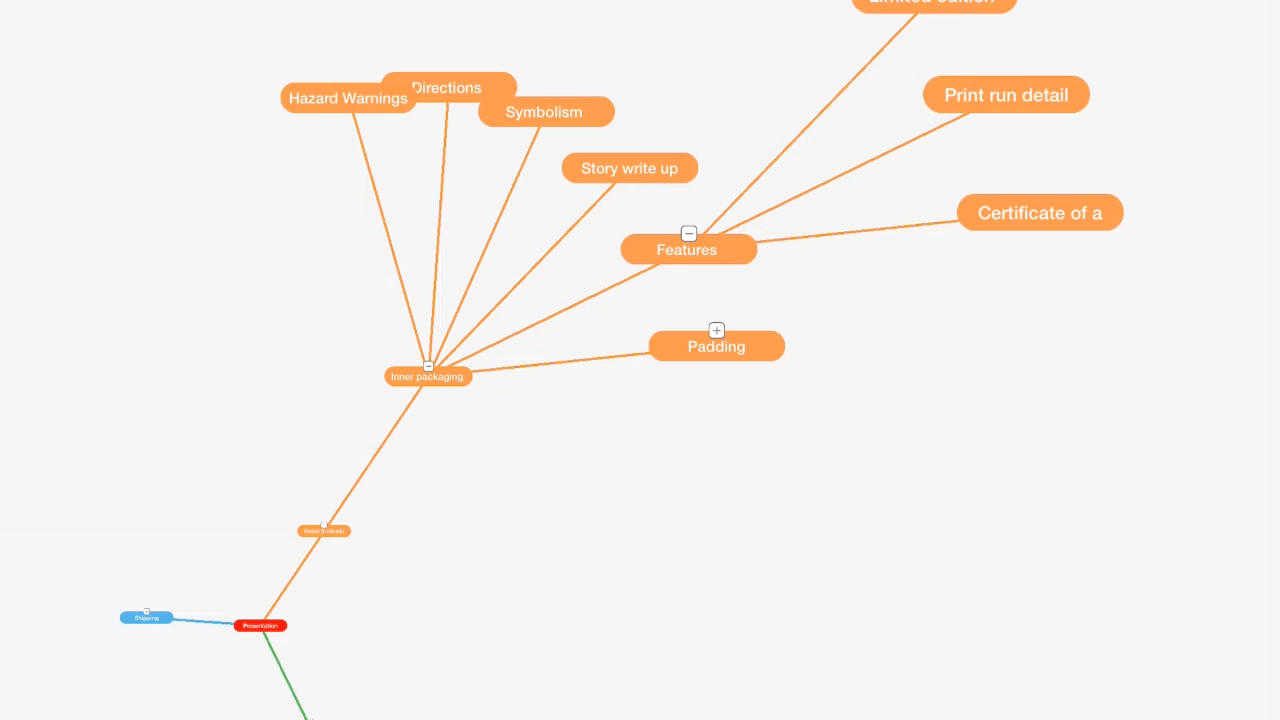 Limited edition
Directions
Print run detail
Hazard Warnings
Symbolism
Story write up
Certificate of a
Features
Padding
Inner packaging
Shipping
Presentation